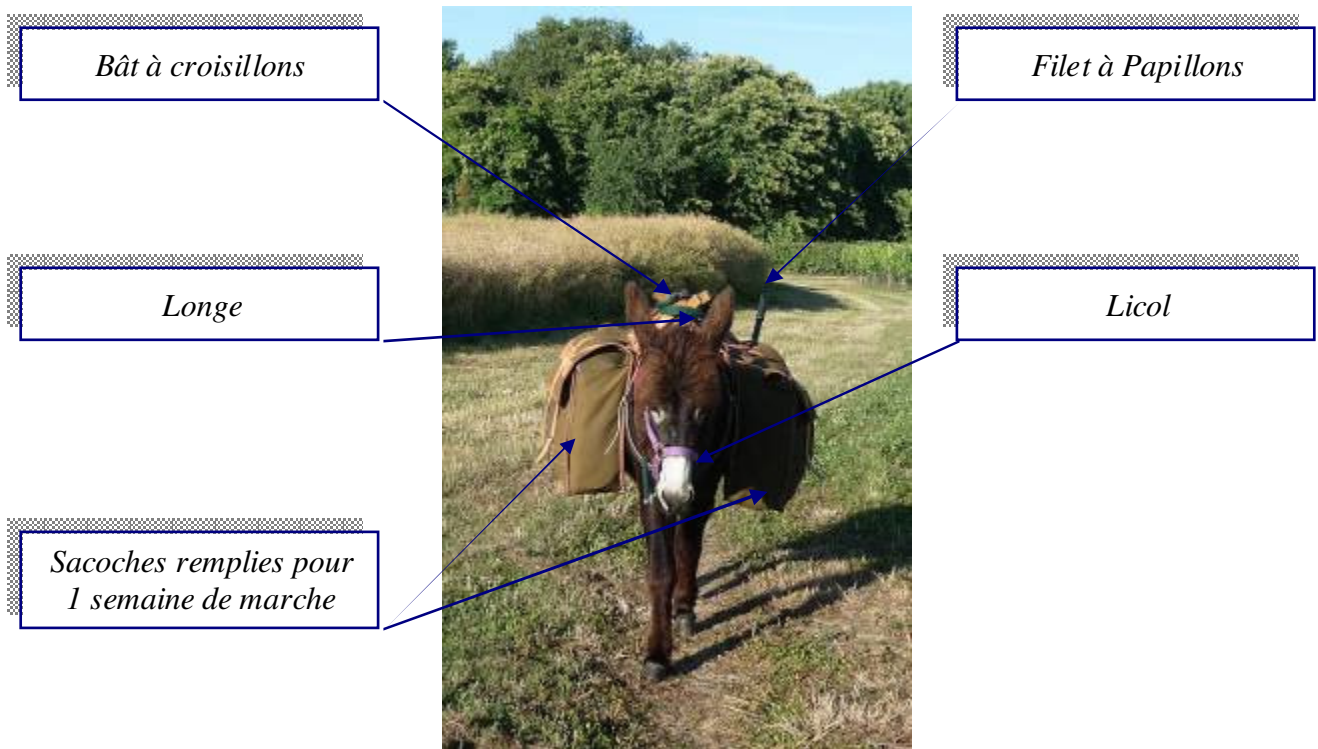 Bât à croisillons
Filet à Papillons
Longe
Licol
Sacoches remplies pour
1 semaine de marche